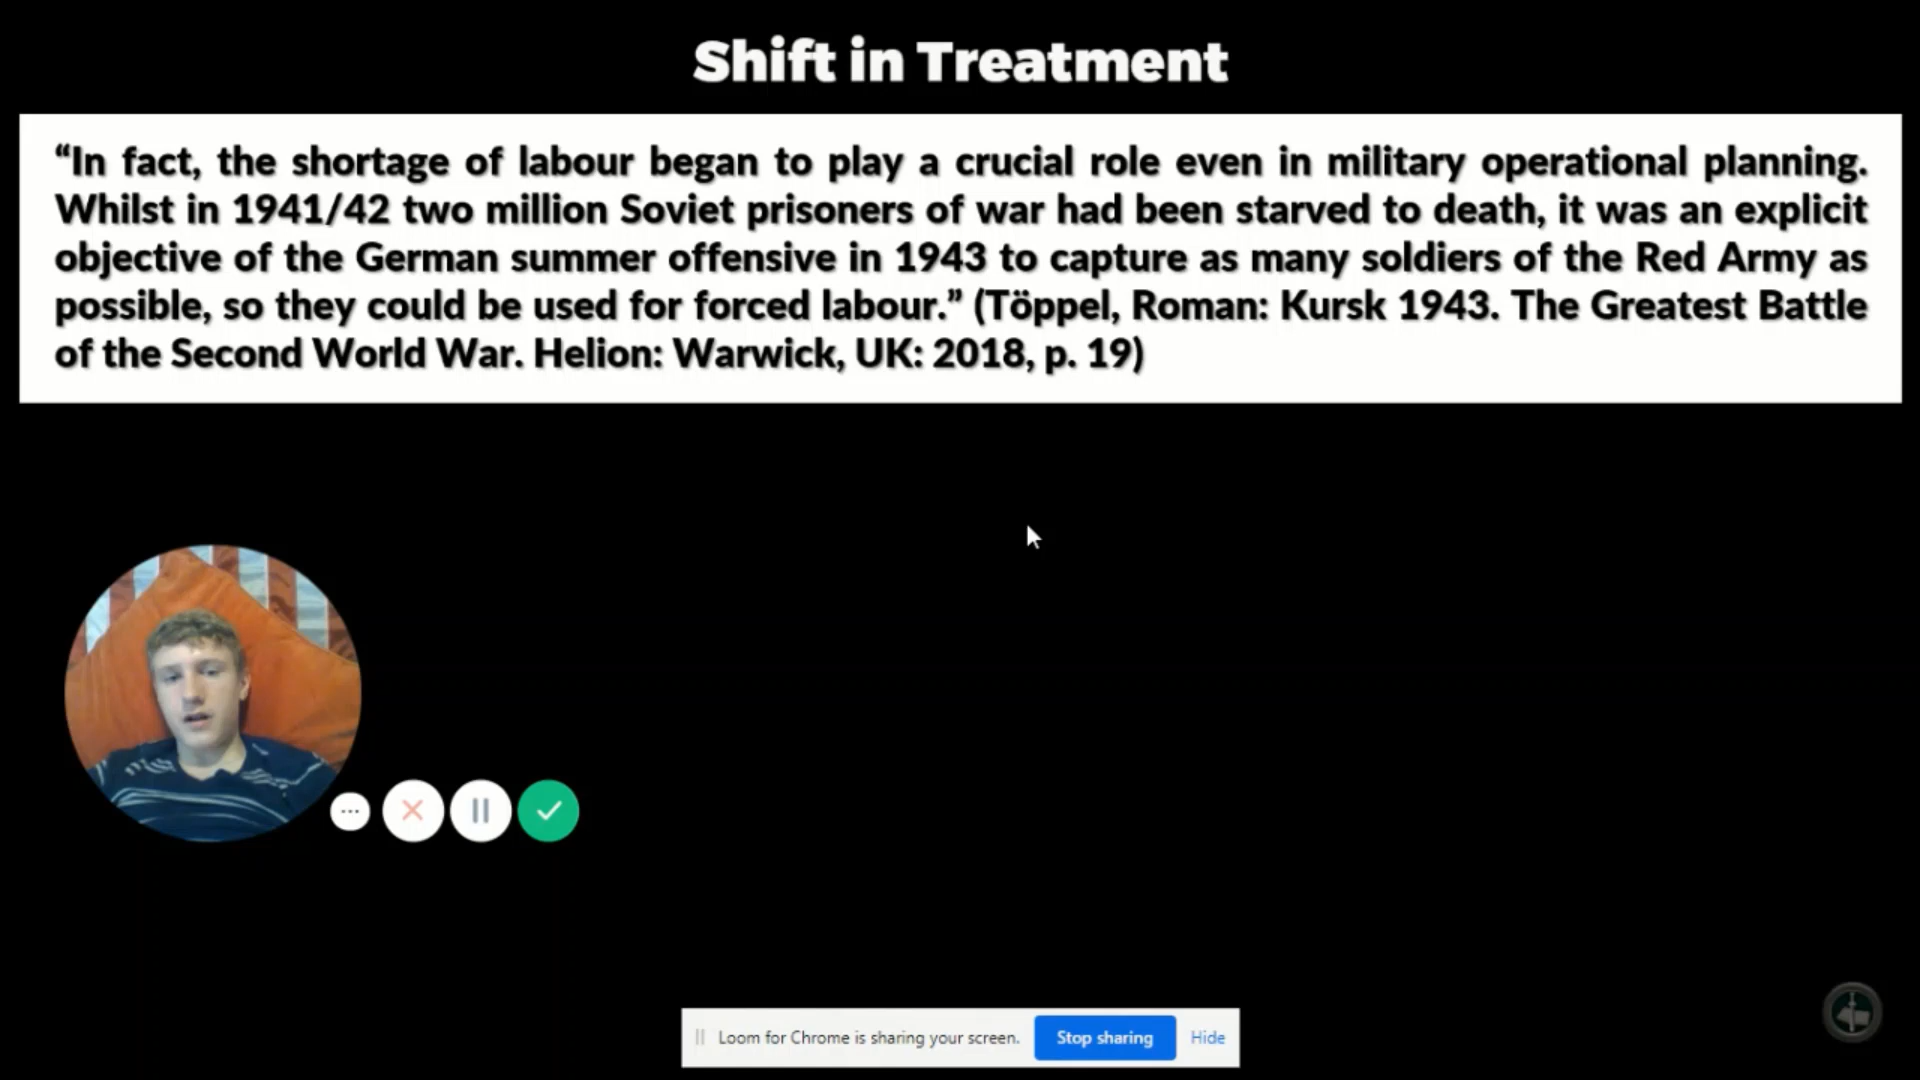 Shift in Treatment
“In fact, the shortage of labour began to play a crucial role even in military operational planning.
Whilst in 1941/42 two million Soviet prisoners of war had been starved to death, it was an explicit
objective of the German summer offensive in 1943 to capture as many soldiers of the Red Army as
possible, so they could be used for forced labour.” (Töppel, Roman: Kursk 1943. The Greatest Battle
of the Second World War. Helion: Warwick, UK: 2018, p. 19)
Loom for Chrome is sharing your screen. Stop sharing Hide